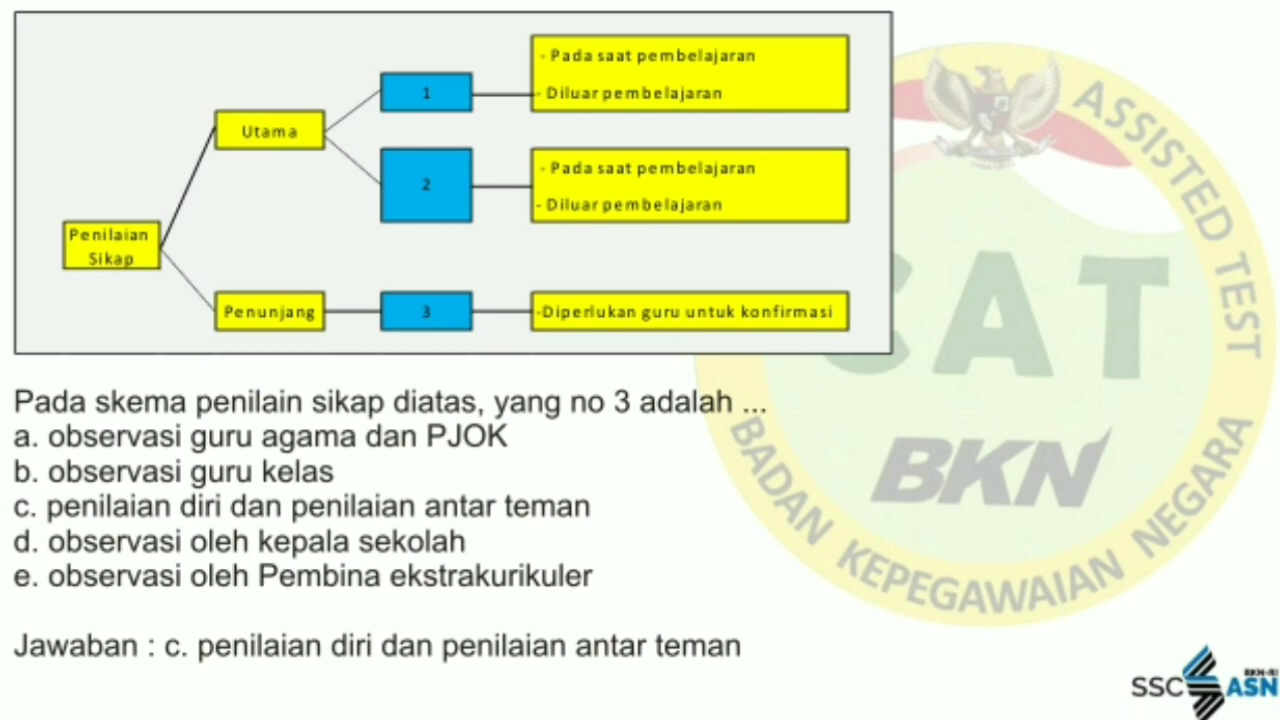 - Pada saat pembelajaran
- Diluar pembelajaran
1
Utama
2
- Pada saat pembelajaran
- Diluar pembelajaran
Penilaian
Sikap
Penunjang
3
-Diperlukan guru untuk konfirmasi
Pada skema penilain sikap diatas, yang no 3 adalah ...
a. observasi guru agama dan PJOK
b. observasi guru kelas
c. penilaian diri dan penilaian antar teman
d. observasi oleh kepala sekolah
e. observasi oleh Pembina ekstrakurikuler
Jawaban : c. penilaian diri dan penilaian antar teman
ASSISTED TEST
CAT
BKN
BADAN KEPEGAWAIAN NEGARA
BKN-RI
SSC ASN